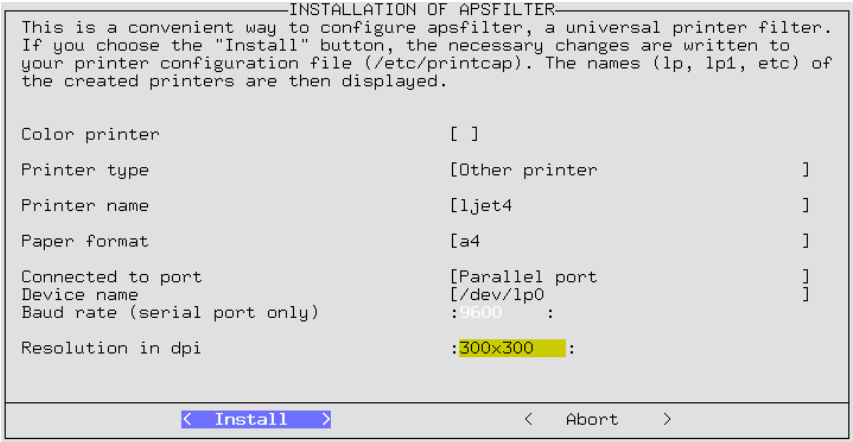 INSTALLATION OF APSFILTER
This is a convenient way to configure apsfilter, a universal printer filter.
If you choose the "Install" button, the necessary changes are written to
your printer configuration file (/etc/printcap). The names (lp, lp1, etc) of
the created printers are then displayed.
Color printer [ ]
Printer type [Other printer ]
Printer name [ljet4 ]
Paper format [a4 ]
Connected to port [Parallel port ]
Device name [/dev/lp0 ]
Baud rate (serial port only) :9600 :
Resolution in dpi :300x300 :
< Install > < Abort >